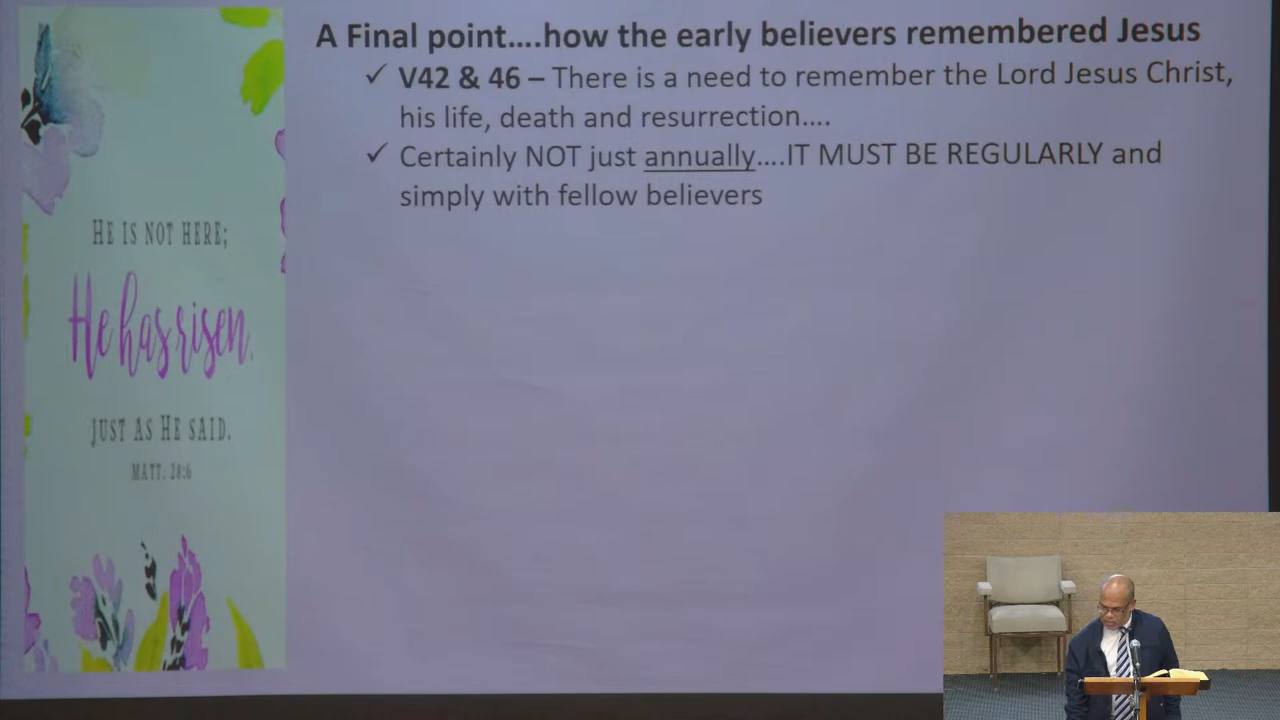 A Final point....how the early believers remembered Jesus
✓ V42 & 46 – There is a need to remember the Lord Jesus Christ,
his life, death and resurrection....
✓ Certainly NOT just annually....IT MUST BE REGULARLY and
simply with fellow believers
HE IS NOT HERE;
He has risen.
JUST AS HE SAID.
MATT. 28:6